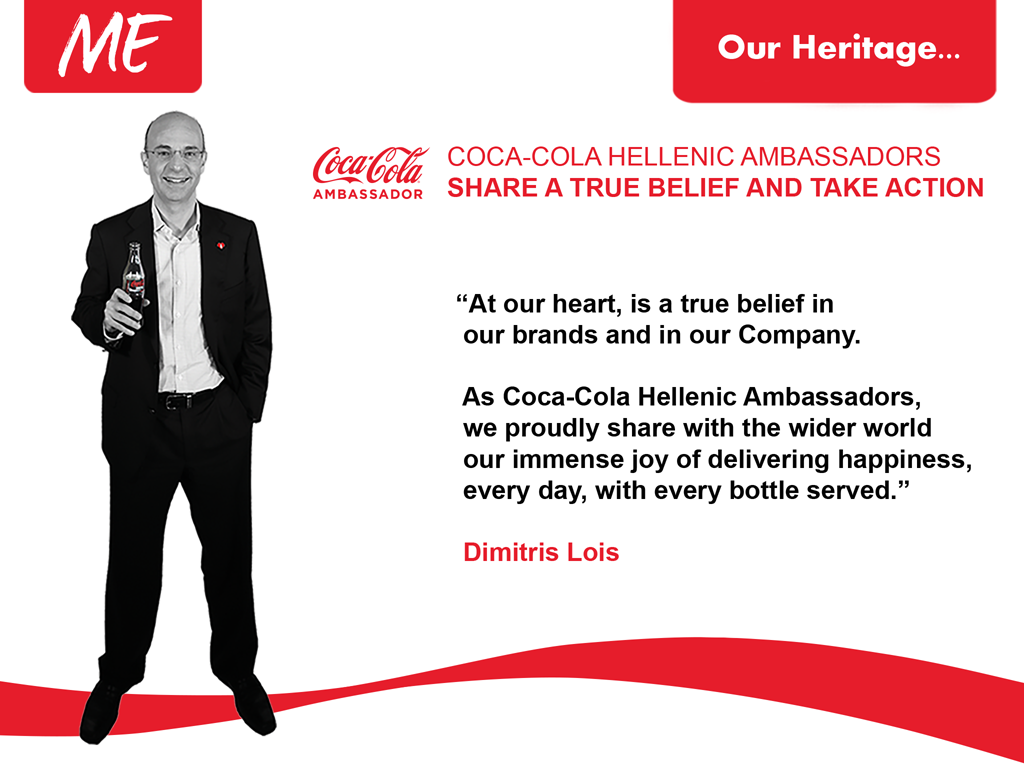 ME
Our Heritage...
Coca-Cola
AMBASSADOR
COCA-COLA HELLENIC AMBASSADORS
SHARE A TRUE BELIEF AND TAKE ACTION
“At our heart, is a true belief in
our brands and in our Company.
As Coca-Cola Hellenic Ambassadors,
we proudly share with the wider world
our immense joy of delivering happiness,
every day, with every bottle served.”
Dimitris Lois